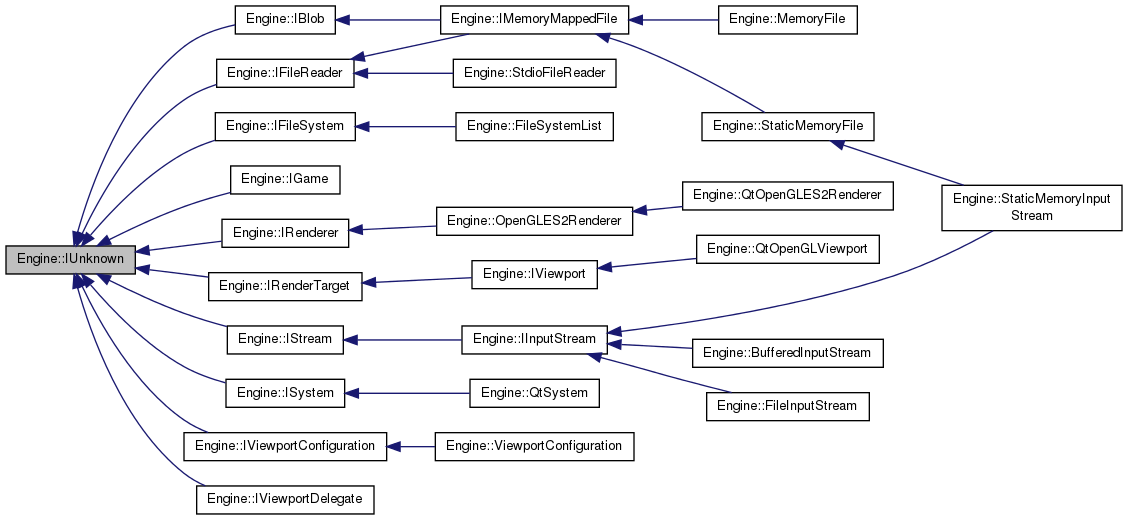 Engine::IBlob
Engine::IMemoryMappedFile
Engine::MemoryFile
Engine::IFileReader
Engine::StdioFileReader
Engine::IFileSystem
Engine::FileSystemList
Engine::StaticMemoryFile
Engine::IGame
Engine::QtOpenGLES2Renderer
Engine::StaticMemoryInput
Stream
Engine::IRenderer
Engine::OpenGLES2Renderer
Engine::IUnknown
Engine::QtOpenGLViewport
Engine::IRenderTarget
Engine::IViewport
Engine::IStream
Engine::IInputStream
Engine::BufferedInputStream
Engine::ISystem
Engine::QtSystem
Engine::FileInputStream
Engine::IViewportConfiguration
Engine::ViewportConfiguration
Engine::IViewportDelegate